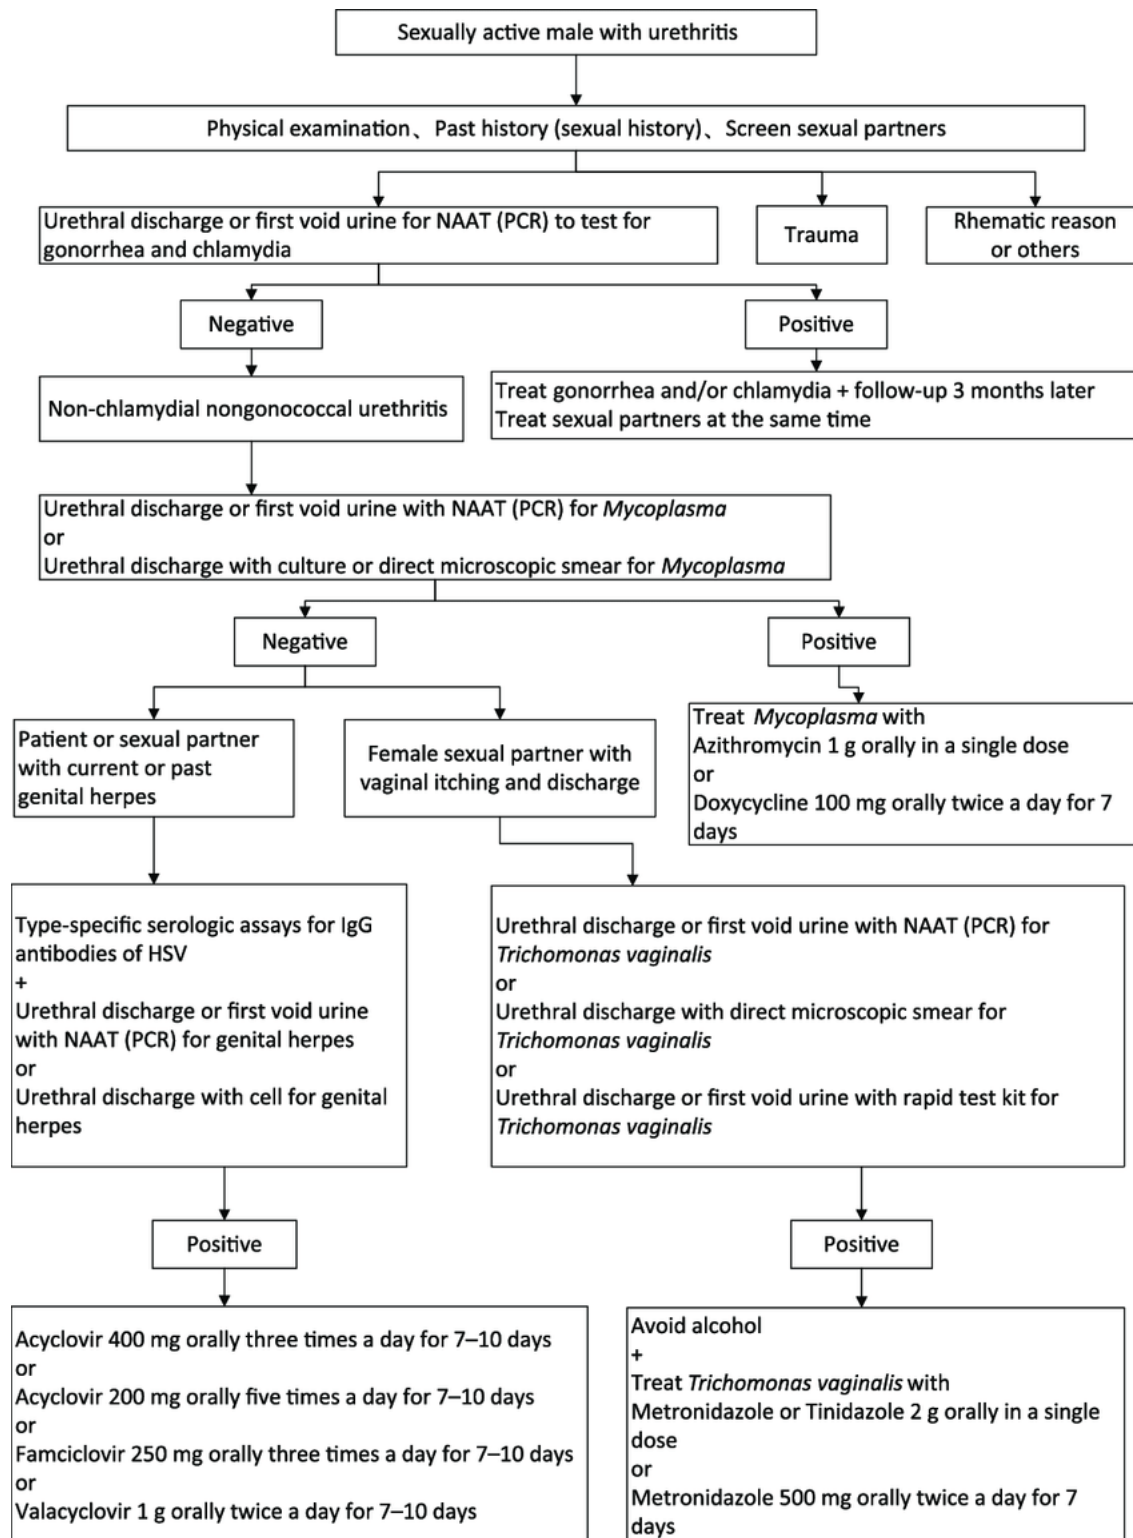 Sexually active male with urethritis
Physical examination、Past history (sexual history)、Screen sexual partners
Urethral discharge or first void urine for NAAT (PCR) to test for
gonorrhea and chlamydia
Trauma
Rhematic reason
or others
Negative
Positive
Non-chlamydial nongonococcal urethritis
Treat gonorrhea and/or chlamydia + follow-up 3 months later
Treat sexual partners at the same time
Urethral discharge or first void urine with NAAT (PCR) for Mycoplasma
or
Urethral discharge with culture or direct microscopic smear for Mycoplasma
Negative
Positive
Patient or sexual partner
with current or past
genital herpes
Female sexual partner with
vaginal itching and discharge
Treat Mycoplasma with
Azithromycin 1 g orally in a single dose
or
Doxycycline 100 mg orally twice a day for 7
days
Type-specific serologic assays for IgG
antibodies of HSV
+
Urethral discharge or first void urine
with NAAT (PCR) for genital herpes
or
Urethral discharge with cell for genital
herpes
Urethral discharge or first void urine with NAAT (PCR) for
Trichomonas vaginalis
or
Urethral discharge with direct microscopic smear for
Trichomonas vaginalis
or
Urethral discharge or first void urine with rapid test kit for
Trichomonas vaginalis
Positive
Positive
Acyclovir 400 mg orally three times a day for 7–10 days
or
Acyclovir 200 mg orally five times a day for 7–10 days
or
Famciclovir 250 mg orally three times a day for 7–10 days
or
Valacyclovir 1 g orally twice a day for 7–10 days
Avoid alcohol
+
Treat Trichomonas vaginalis with
Metronidazole or Tinidazole 2 g orally in a single
dose
or
Metronidazole 500 mg orally twice a day for 7
days